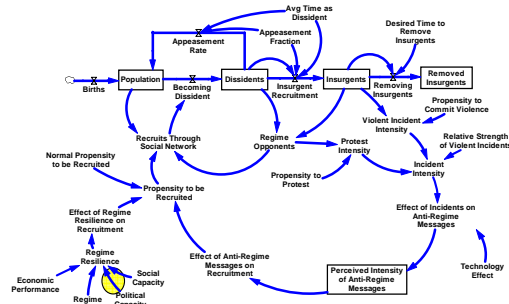 Avg Time as
Dissident
Appeasement
Fraction
Desired Time to
Remove
Insurgents
Appeasement
Rate
Births
Population
Becoming
Dissident
Dissidents
Insurgent
Recruitment
Insurgents
Removing
Insurgents
Removed
Insurgents
Propensity to
Commit Violence
Violent Incident
Intensity
Recruits Through
Social Network
Regime
Opponents
Protest
Intensity
Relative Strength
of Violent Incidents
Normal Propensity
to be Recruited
Incident
Intensity
Propensity to
Protest
Propensity to be
Recruited
Effect of Regime
Resilience on
Recruitment
Effect of Incidents on
Anti-Regime
Messages
Regime
Resilience
Effect of Anti-Regime
Messages on
Recruitment
Technology
Effect
Economic
Performance
Social
Capacity
Perceived Intensity
of Anti-Regime
Messages
Regime
Political